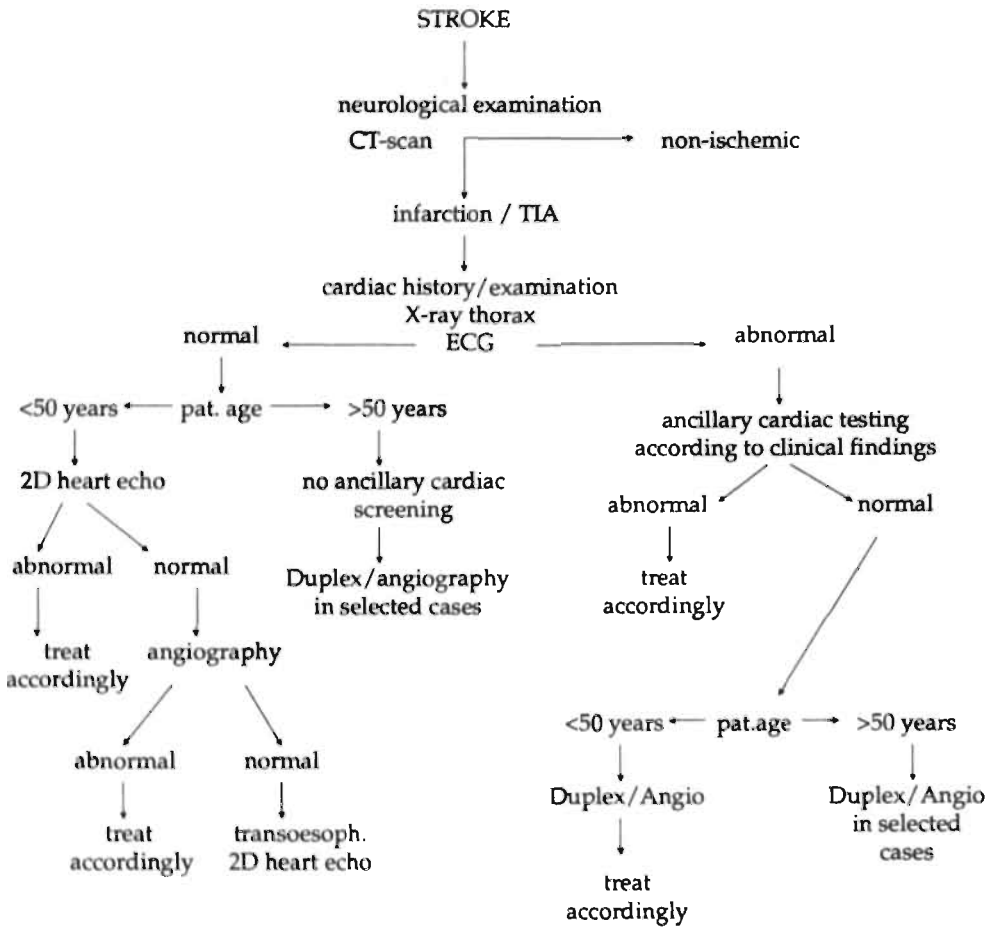 STROKE
neurological examination
CT-scan
non-ischemic
infarction / TIA
cardiac history/examination
X-ray thorax
normal
ECG
abnormal
<50 years
pat. age
>50 years
ancillary cardiac testing
according to clinical findings
2D heart echo
no ancillary cardiac
screening
abnormal
normal
abnormal
normal
Duplex/angiography
in selected cases
treat
accordingly
treat
accordingly
angiography
<50 years
pat.age
>50 years
abnormal
normal
Duplex/Angio
Duplex/Angio
in selected
cases
treat
accordingly
transoesoph.
2D heart echo
treat
accordingly